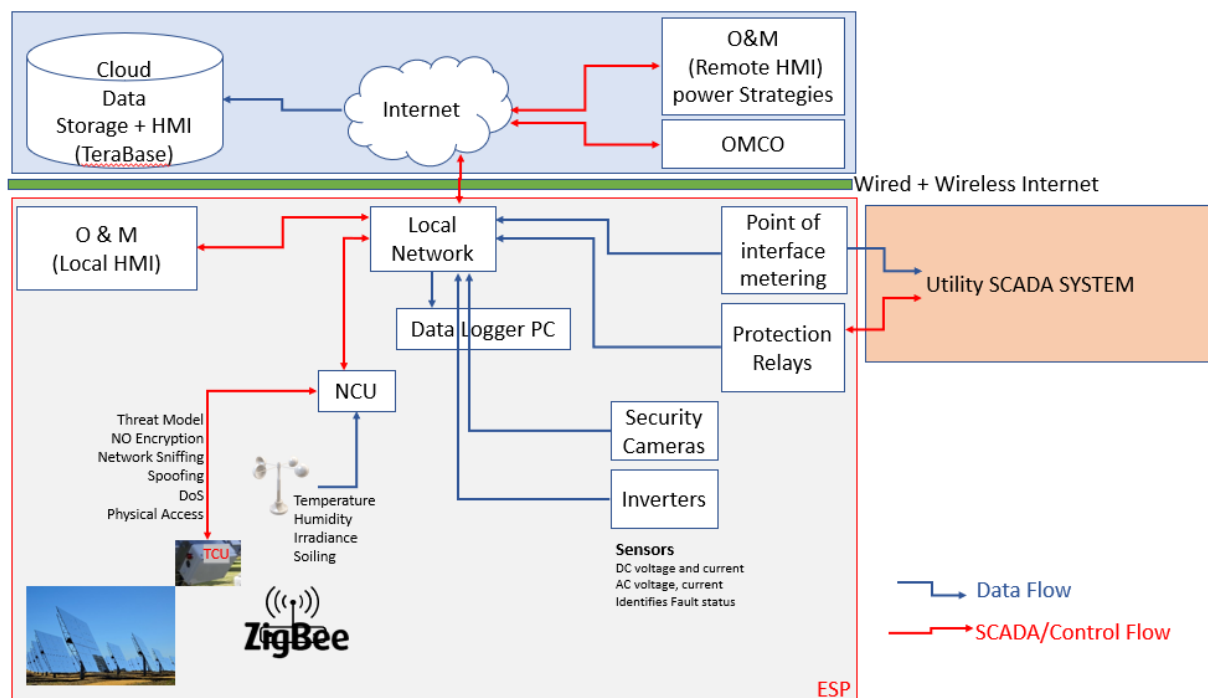 Cloud
Data
Storage + HMI
(TeraBase)
Internet
O&M
(Remote HMI)
power Strategies
OMCO
Wired + Wireless Internet
O & M
(Local HMI)
Local
Network
Point of
interface
metering
Utility SCADA SYSTEM
Data Logger PC
Protection
Relays
NCU
Threat Model
NO Encryption
Network Sniffing
Spoofing
DoS
Physical Access
Temperature
Humidity
Irradiance
Soiling
Security
Cameras
Inverters
Sensors
DC voltage and current
AC voltage, current
Identifies Fault status
TCU
ZigBee
Data Flow
SCADA/Control Flow
ESP